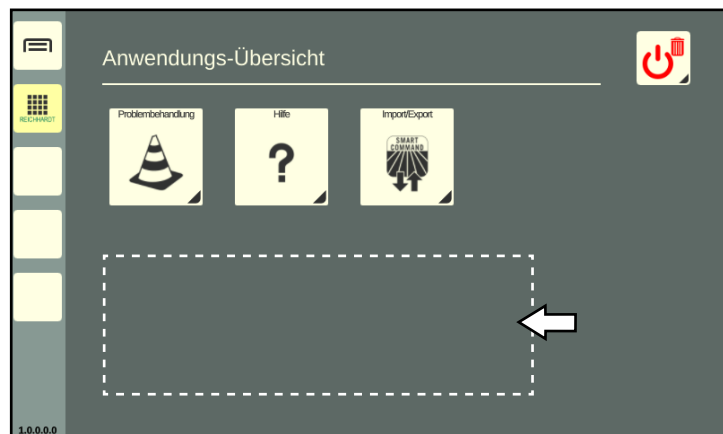 Anwendungs-Übersicht
REICHHARDT
Problembehandlung
Hilfe
?
Import/Export
SMART
COMMAND
1.0.0.0.0